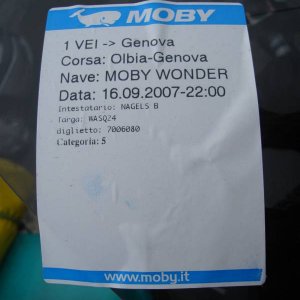 MOBY
1 VEI -> Genova
Corsa: Olbia-Genova
Nave: MOBY WONDER
Data: 16.09.2007-22:00
Intestatario: NAGELS B
Targa: WASQ24
diglietto: 7006080
Categoria: 5
www.moby.it